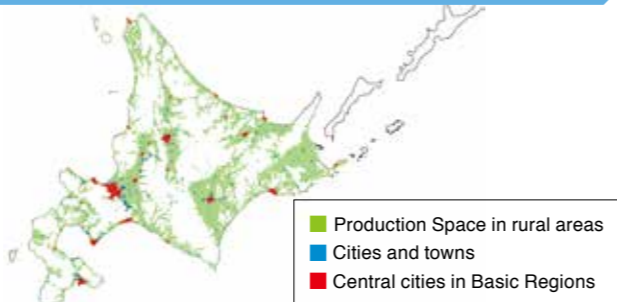 Production Space in rural areas
Cities and towns
Central cities in Basic Regions